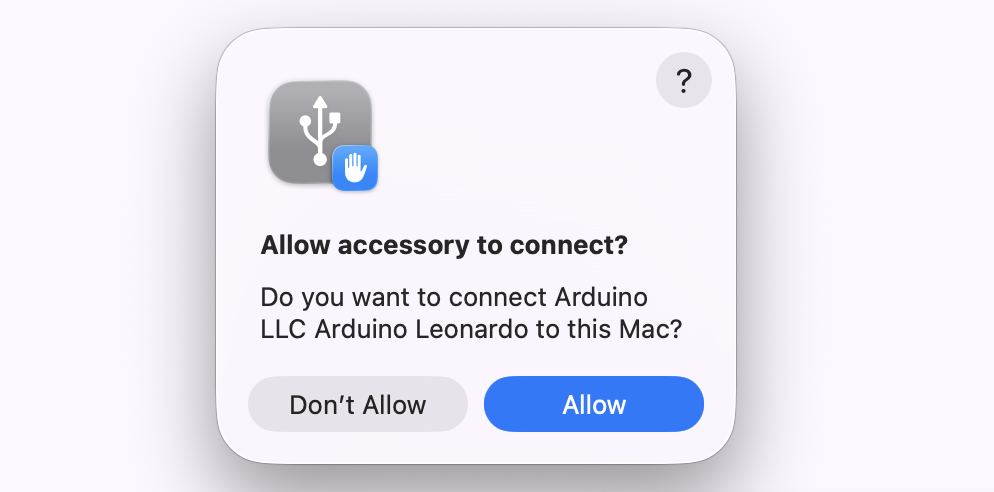 ?
Allow accessory to connect?
Do you want to connect Arduino
LLC Arduino Leonardo to this Mac?
Don’t Allow
Allow